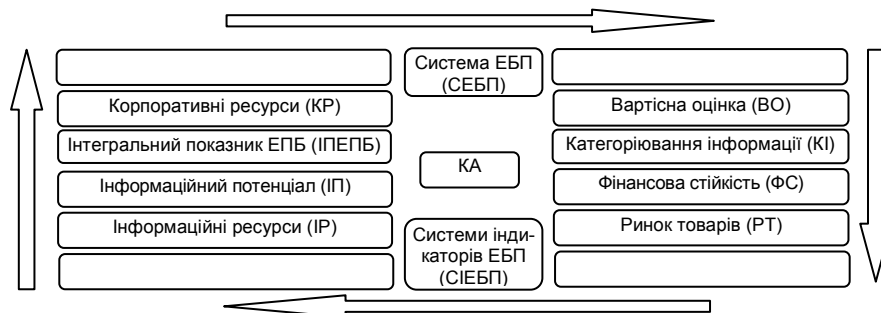 Система ЕБП
(СЕБП)
Корпоративні ресурси (КР)
Вартісна оцінка (ВО)
Інтегральний показник ЕПБ (ІПЕПБ)
Категоріювання інформації (КІ)
КА
Інформаційний потенціал (ІП)
Фінансова стійкість (ФС)
Інформаційні ресурси (ІР)
Ринок товарів (РТ)
Системи інди-
каторів ЕБП
(СІЕБП)